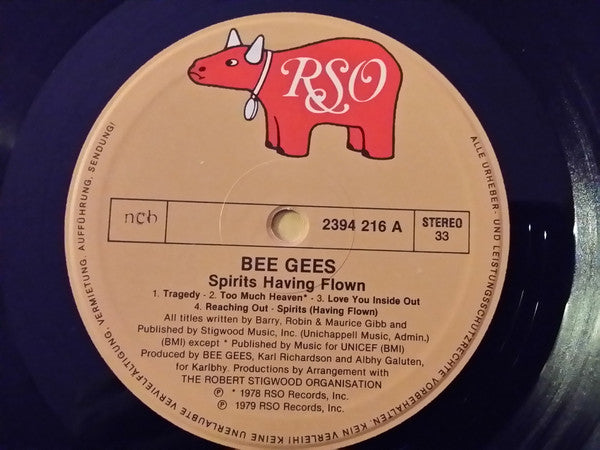 RSO
ncb
2394 216 A
STEREO
33
BEE GEES
Spirits Having Flown
1. Tragedy - 2. Too Much Heaven* - 3. Love You Inside Out
4. Reaching Out - Spirits (Having Flown)
All titles written by Barry, Robin & Maurice Gibb and
Published by Stigwood Music, Inc. (Unichappell Music, Admin.)
(BMI) except * Published by Music for UNICEF (BMI)
Produced by BEE GEES, Karl Richardson and Albhy Galuten,
for Karlbhy. Productions by Arrangement with
THE ROBERT STIGWOOD ORGANISATION
℗ * 1978 RSO Records, Inc.
℗ 1979 RSO Records, Inc.
ALLE URHEBER- UND LEISTUNGSSCHUTZRECHTE VORBEHALTEN. KEIN VERLEIH! KEINE UNERLAUBTE VERVIELFÄLTIGUNG, VERMIETUNG, AUFFÜHRUNG, SENDUNG!